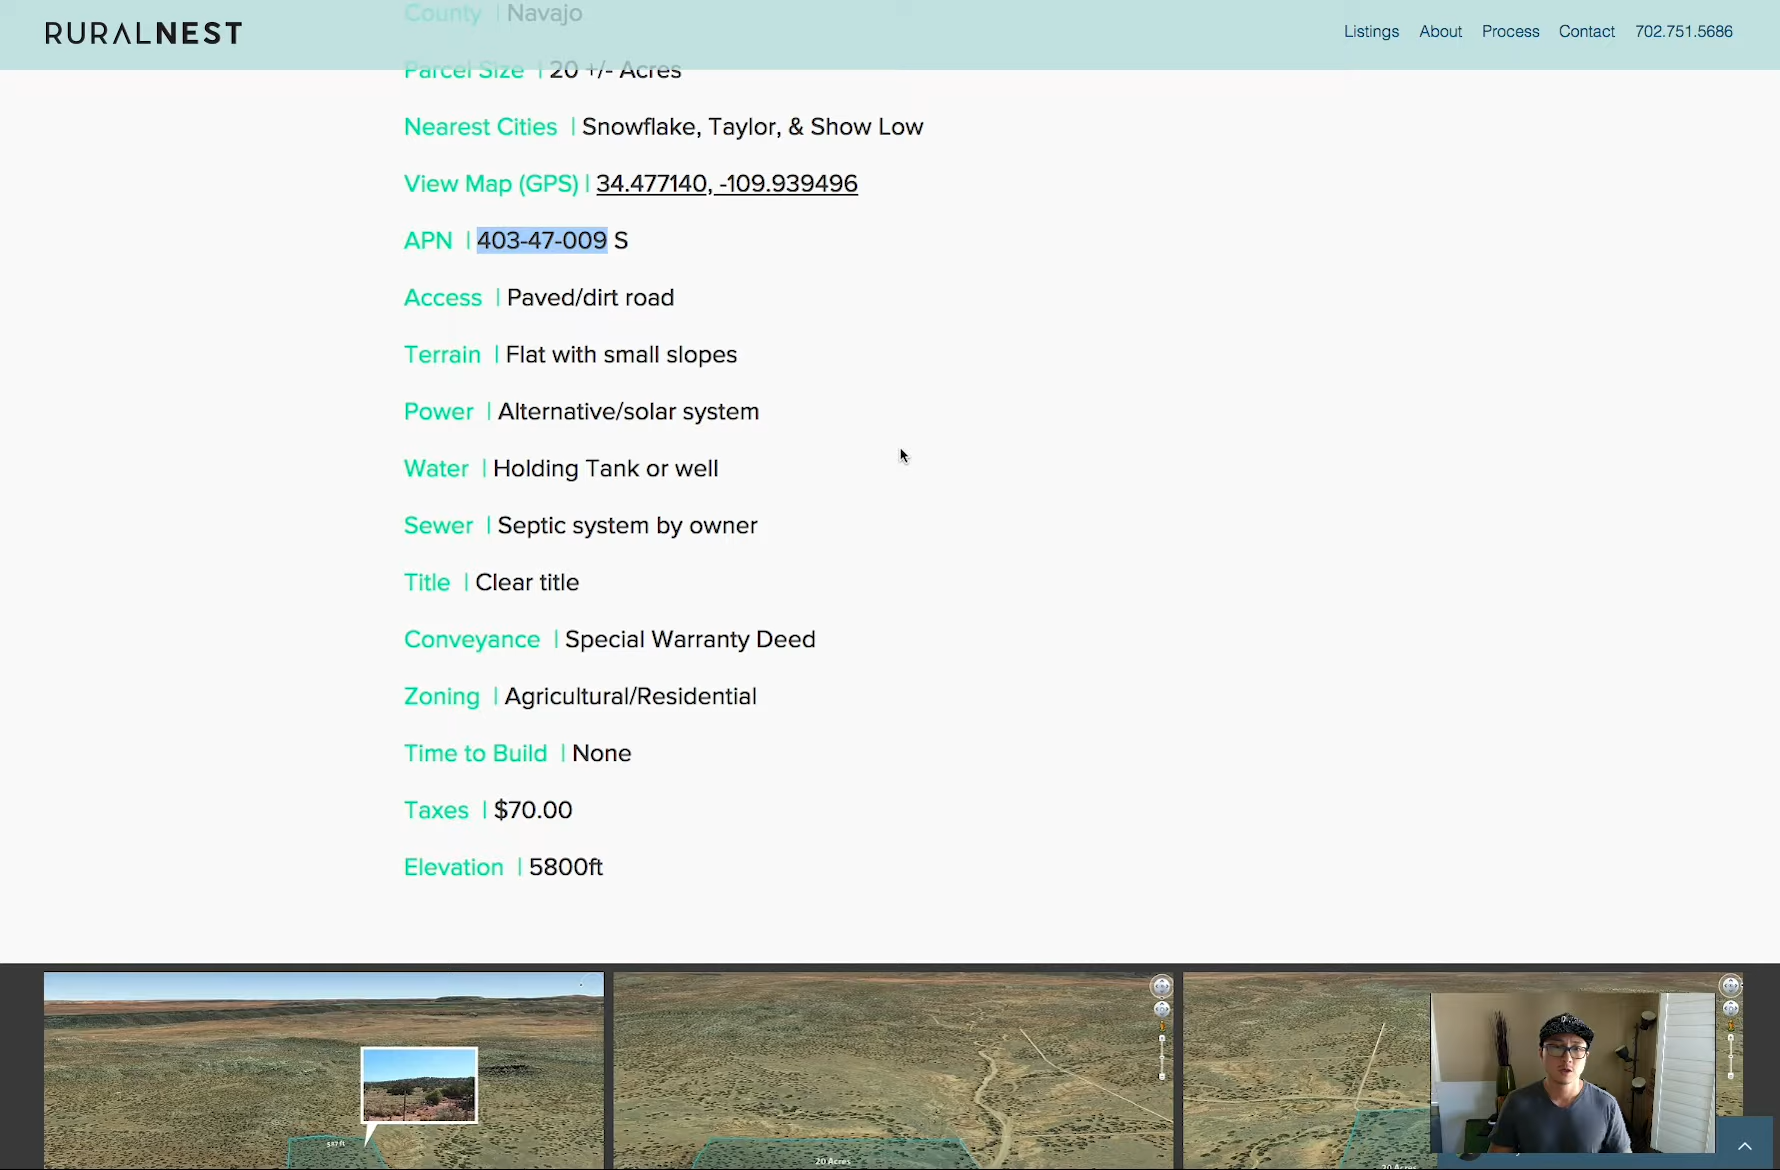 RURALNEST
Listings About Process Contact 702.751.5686
County | Navajo
Parcel Size | 20 +/- Acres
Nearest Cities | Snowflake, Taylor, & Show Low
View Map (GPS) | 34.477140, -109.939496
APN | 403-47-009 S
Access | Paved/dirt road
Terrain | Flat with small slopes
Power | Alternative/solar system
Water | Holding Tank or well
Sewer | Septic system by owner
Title | Clear title
Conveyance | Special Warranty Deed
Zoning | Agricultural/Residential
Time to Build | None
Taxes | $70.00
Elevation | 5800ft
20 Acres
20 Acres